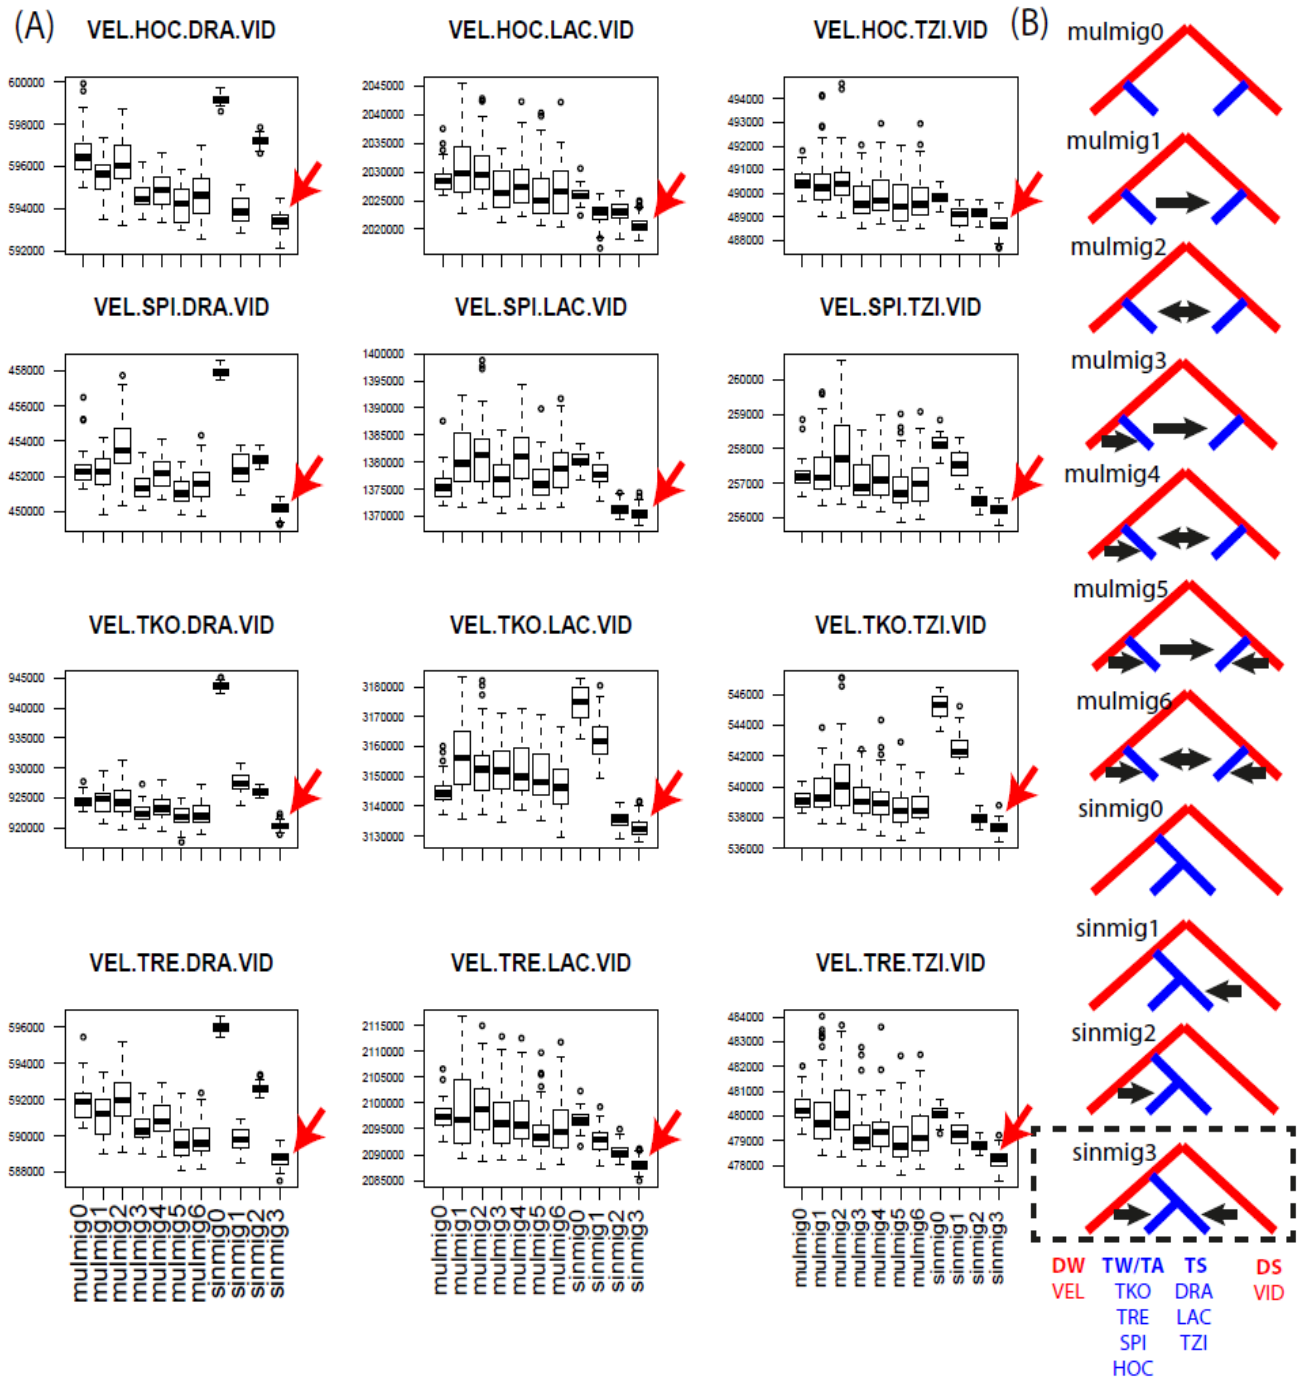 (A)
VEL.HOC.DRA.VID
VEL.HOC.LAC.VID
VEL.HOC.TZI.VID
600000
598000
596000
594000
592000
2045000
2040000
2035000
2030000
2025000
2020000
494000
493000
492000
491000
490000
489000
488000
VEL.SPI.DRA.VID
VEL.SPI.LAC.VID
VEL.SPI.TZI.VID
458000
456000
454000
452000
450000
1400000
1395000
1390000
1385000
1380000
1375000
1370000
260000
259000
258000
257000
256000
VEL.TKO.DRA.VID
VEL.TKO.LAC.VID
VEL.TKO.TZI.VID
945000
940000
935000
930000
925000
920000
3180000
3170000
3160000
3150000
3140000
3130000
546000
544000
542000
540000
538000
536000
VEL.TRE.DRA.VID
VEL.TRE.LAC.VID
VEL.TRE.TZI.VID
596000
594000
592000
590000
588000
2115000
2110000
2105000
2100000
2095000
2090000
2085000
484000
483000
482000
481000
480000
479000
478000
mulmig0
mulmig1
mulmig2
mulmig3
mulmig4
mulmig5
mulmig6
sinmig0
sinmig1
sinmig2
sinmig3
mulmig0
mulmig1
mulmig2
mulmig3
mulmig4
mulmig5
mulmig6
sinmig0
sinmig1
sinmig2
sinmig3
mulmig0
mulmig1
mulmig2
mulmig3
mulmig4
mulmig5
mulmig6
sinmig0
sinmig1
sinmig2
sinmig3
(B)
mulmig0
mulmig1
mulmig2
mulmig3
mulmig4
mulmig5
mulmig6
sinmig0
sinmig1
sinmig2
sinmig3
DW TW/TA TS DS
VEL TKO DRA VID
TRE LAC
SPI TZI
HOC